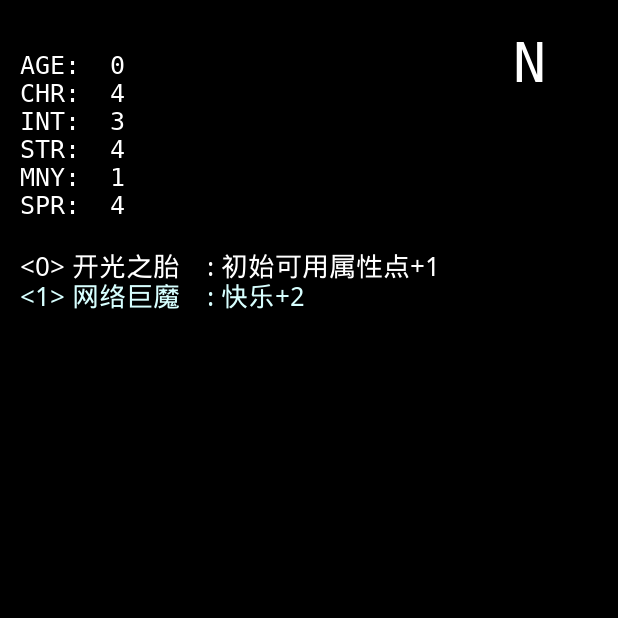 N
AGE:  0
CHR:  4
INT:  3
STR:  4
MNY:  1
SPR:  4
<0> 开光之胎  : 初始可用属性点+1
<1> 网络巨魔  : 快乐+2